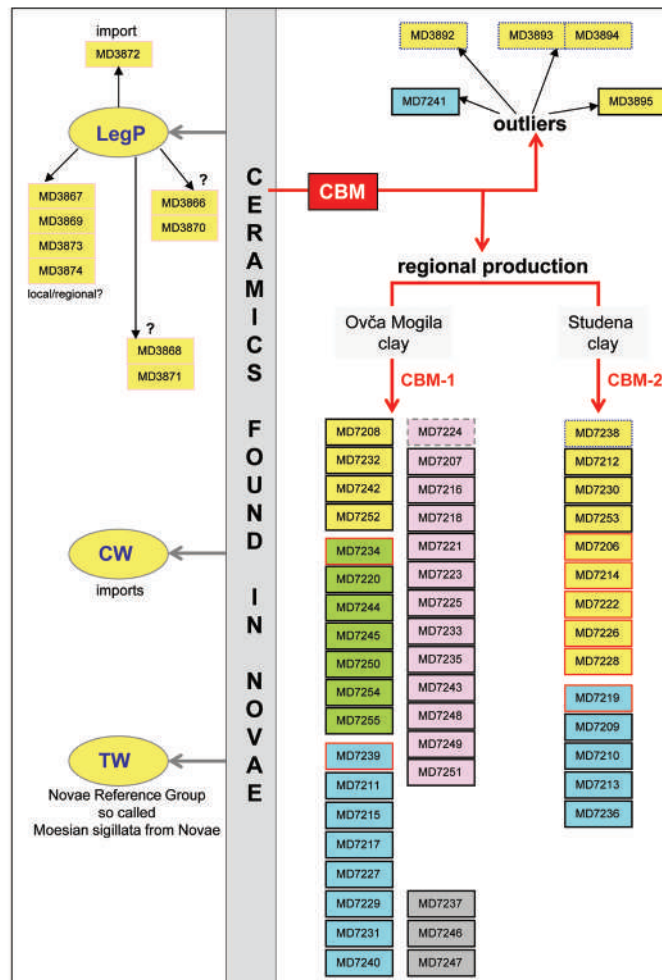 import
MD3872
LegP
?
MD3867
MD3869
MD3873
MD3874
local/regional?
MD3866
MD3870
?
MD3868
MD3871
CW
imports
TW
Novae Reference Group
so called
Moesian sigillata from Novae
CERAMICS FOUND IN NOVAE
MD3892
MD3893
MD3894
MD7241
MD3895
outliers
CBM
regional production
Ovča Mogila
clay
Studena
clay
CBM-1
CBM-2
MD7208
MD7232
MD7242
MD7252
MD7234
MD7220
MD7244
MD7245
MD7250
MD7254
MD7255
MD7239
MD7211
MD7215
MD7217
MD7227
MD7229
MD7231
MD7240
MD7224
MD7207
MD7216
MD7218
MD7221
MD7223
MD7225
MD7233
MD7235
MD7243
MD7248
MD7249
MD7251
MD7237
MD7246
MD7247
MD7238
MD7212
MD7230
MD7253
MD7206
MD7214
MD7222
MD7226
MD7228
MD7219
MD7209
MD7210
MD7213
MD7236